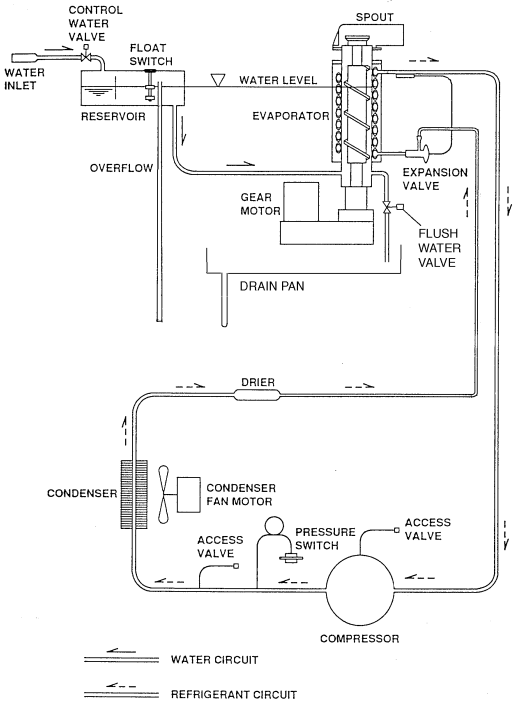 CONTROL
WATER
VALVE
SPOUT
FLOAT
SWITCH
WATER
INLET
WATER LEVEL
RESERVOIR
EVAPORATOR
OVERFLOW
EXPANSION
VALVE
GEAR
MOTOR
FLUSH
WATER
VALVE
DRAIN PAN
DRIER
CONDENSER
CONDENSER
FAN MOTOR
ACCESS
VALVE
PRESSURE
SWITCH
ACCESS
VALVE
COMPRESSOR
WATER CIRCUIT
REFRIGERANT CIRCUIT